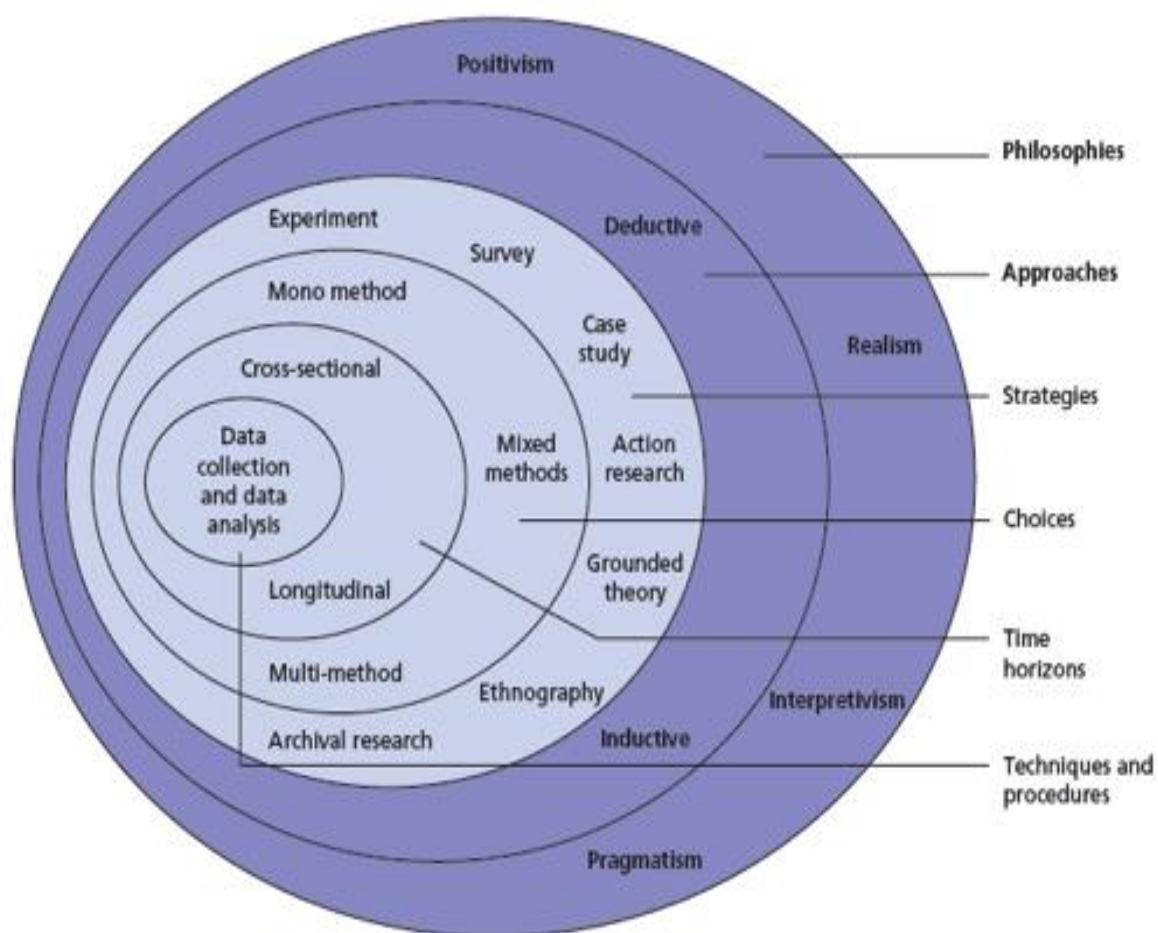 Positivism
Philosophies
Experiment
Deductive
Survey
Approaches
Mono method
Case
study
Realism
Cross-sectional
Strategies
Data
collection
and data
analysis
Mixed
methods
Action
research
Choices
Grounded
theory
Longitudinal
Time
horizons
Multi-method
Ethnography
Interpretivism
Archival research
Inductive
Techniques and
procedures
Pragmatism